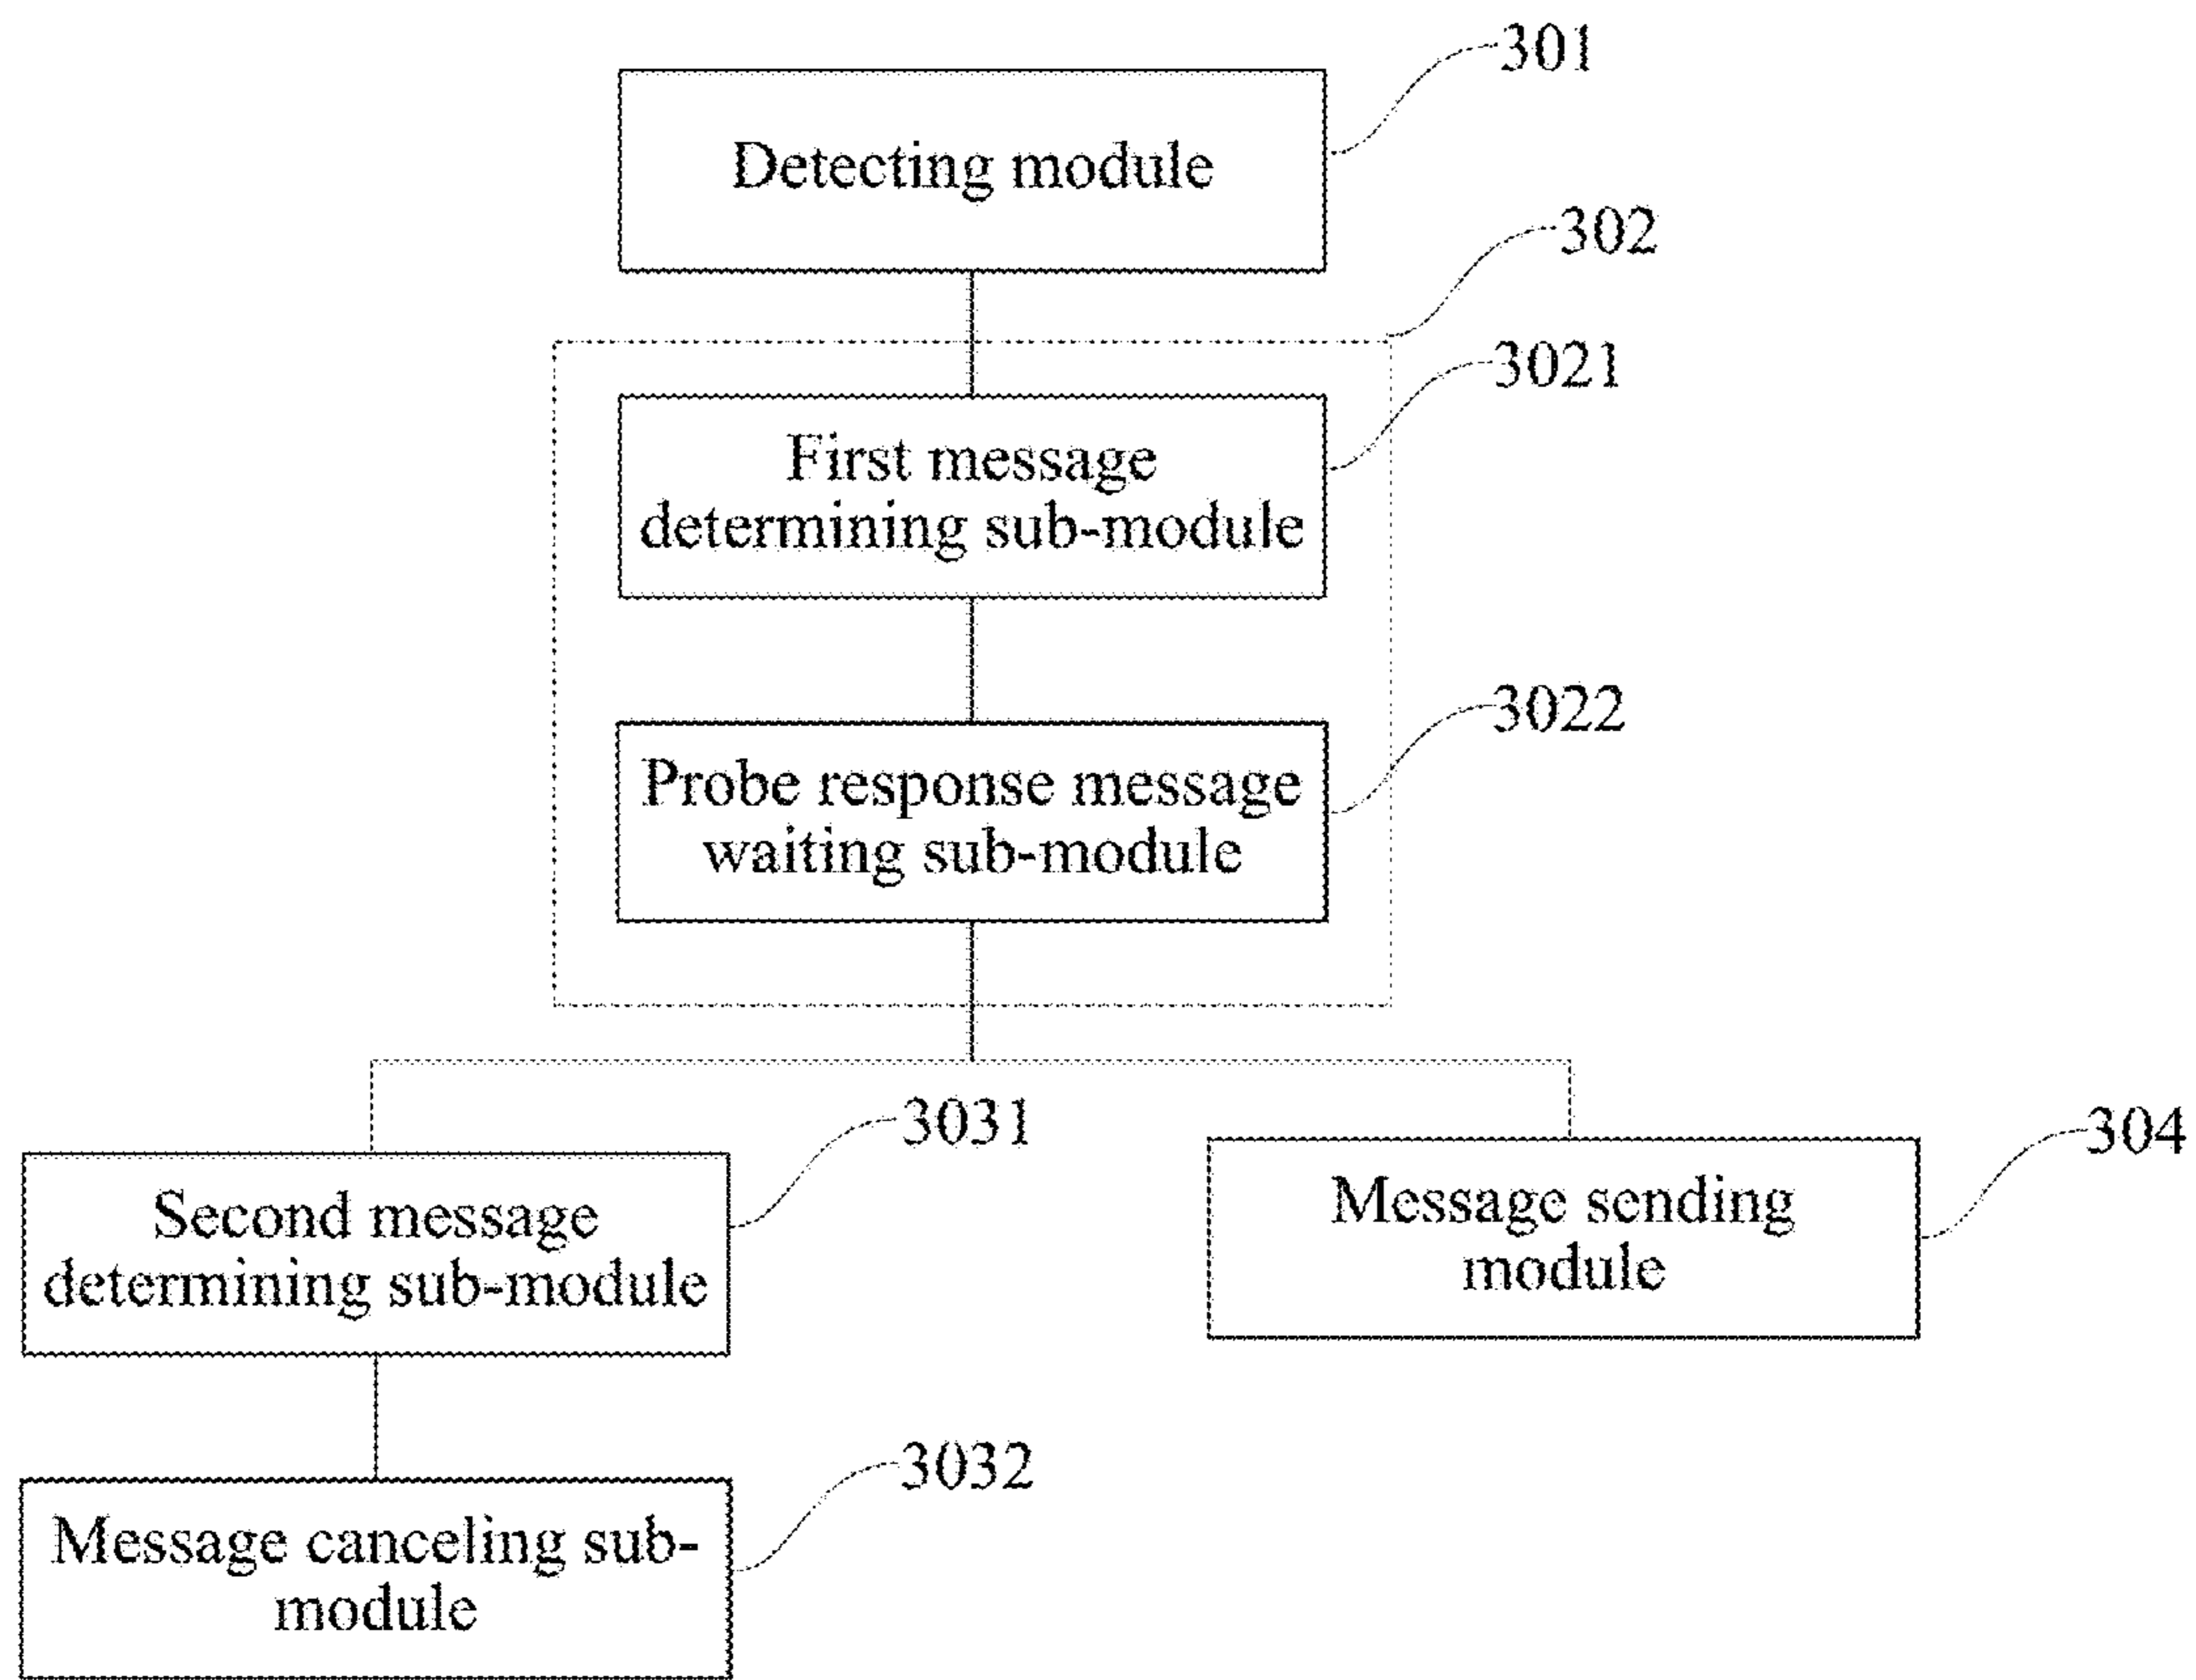 301
Detecting module
302
3021
First message
determining sub-module
3022
Probe response message
waiting sub-module
3031
Second message
determining sub-module
304
Message sending
module
3032
Message canceling sub-
module